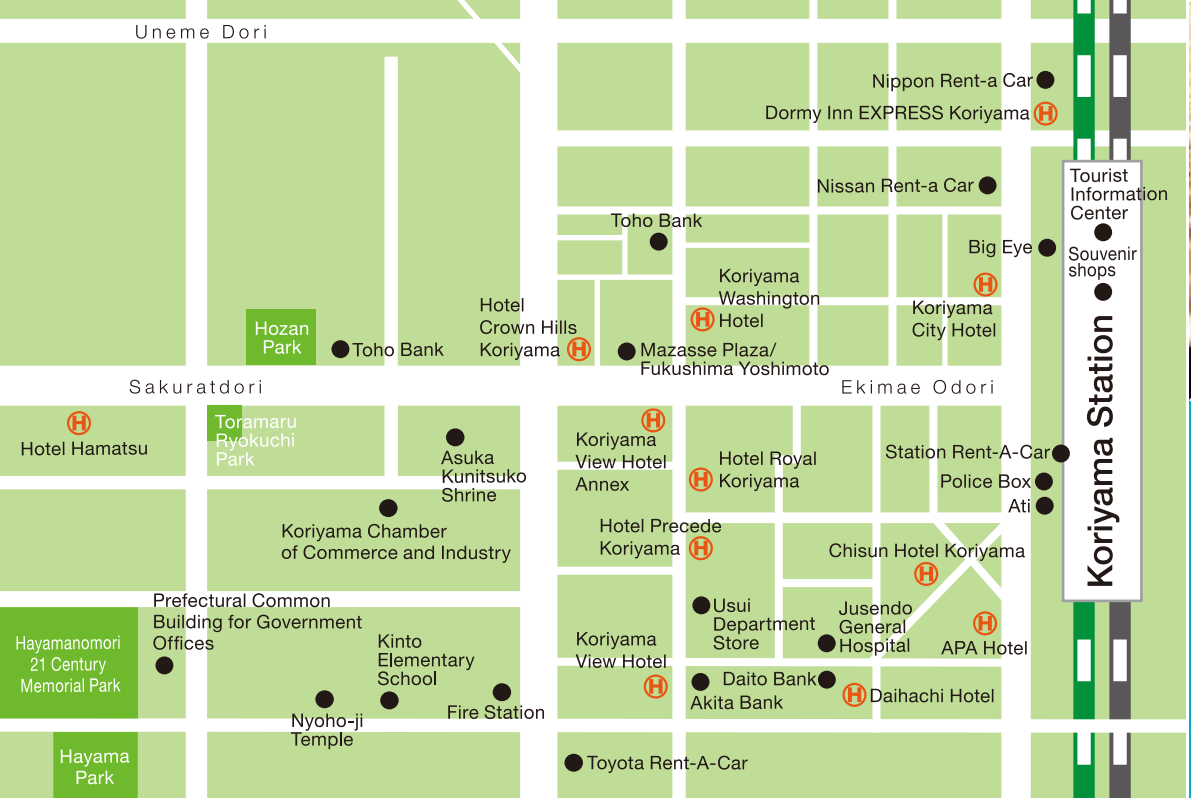 Uneme Dori
Nippon Rent-a Car
Dormy Inn EXPRESS Koriyama
H
Nissan Rent-a Car
Tourist
Information
Center
Toho Bank
Big Eye
Souvenir
shops
Koriyama
Washington
Hotel
H
H
Koriyama
City Hotel
Hotel
Crown Hills
Koriyama
H
Hozan
Park
Toho Bank
Mazasse Plaza/
Fukushima Yoshimoto
Koriyama Station
Sakuratdori
Ekimae Odori
H
Hotel Hamatsu
Toramaru
Ryokuchi
Park
Asuka
Kunitsuko
Shrine
H
Koriyama
View Hotel
Annex
Hotel Royal
Koriyama
H
Station Rent-A-Car
Police Box
Ati
Koriyama Chamber
of Commerce and Industry
Hotel Precede
Koriyama
H
Chisun Hotel Koriyama
H
Prefectural Common
Building for Government
Offices
Hayamanomori
21 Century
Memorial Park
Kinto
Elementary
School
Koriyama
View Hotel
H
Usui
Department
Store
Jusendo
General
Hospital
H
APA Hotel
Nyoho-ji
Temple
Fire Station
Akita Bank
Daito Bank
H
Daihachi Hotel
Hayama
Park
Toyota Rent-A-Car